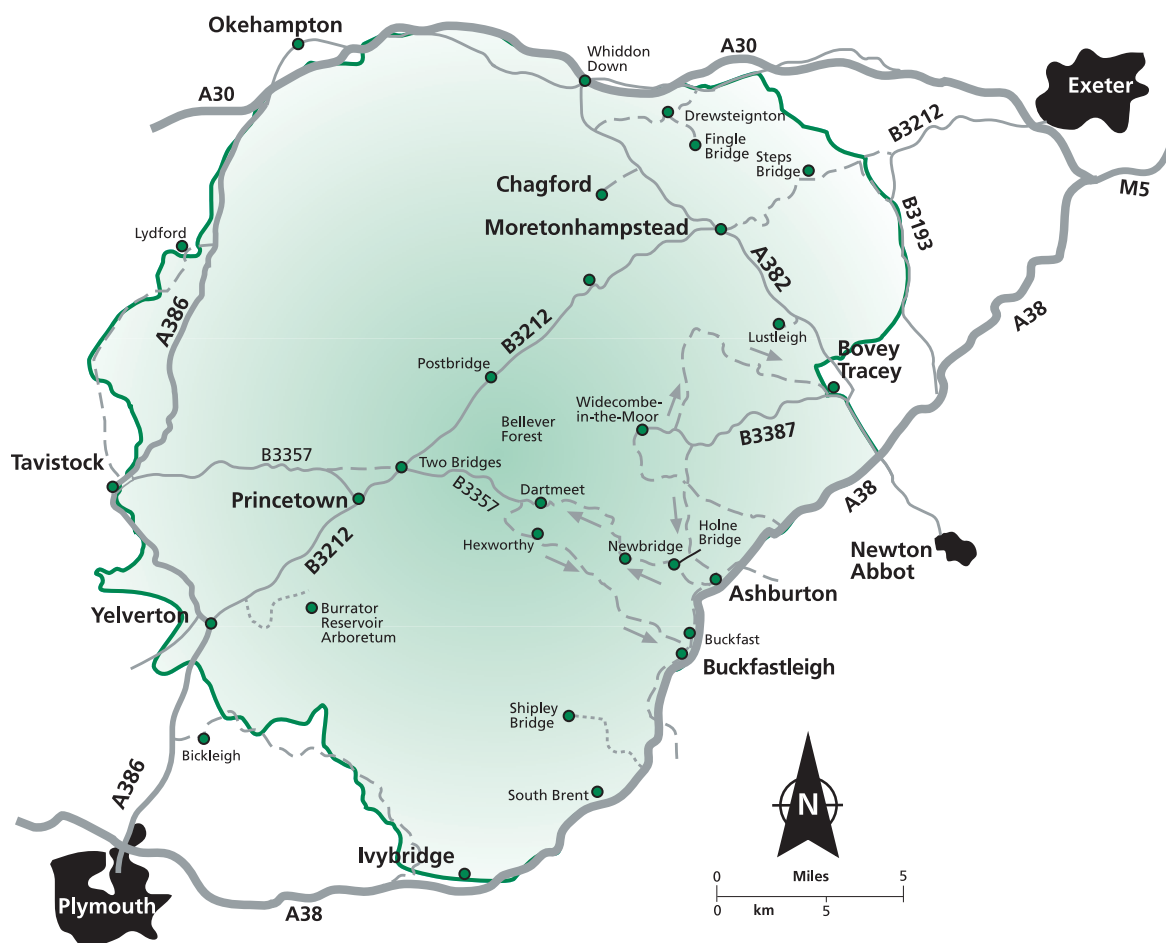 Okehampton
Whiddon
Down
A30
Exeter
A30
Drewsteignton
B3212
Fingle
Bridge
Steps
Bridge
Chagford
M5
Moretonhampstead
B3193
Lydford
A382
A386
A38
B3212
Lustleigh
Bovey
Tracey
Postbridge
Widecombe-
in-the-Moor
Bellever
Forest
B3387
Tavistock
B3357
Two Bridges
A38
Princetown
B3357
Dartmeet
Hexworthy
Newbridge
Holne
Bridge
B3212
Newton
Abbot
Ashburton
Yelverton
Burrator
Reservoir
Arboretum
Buckfast
Buckfastleigh
Shipley
Bridge
Bickleigh
A386
South Brent
N
Ivybridge
0 Miles 5
0 km 5
Plymouth
A38